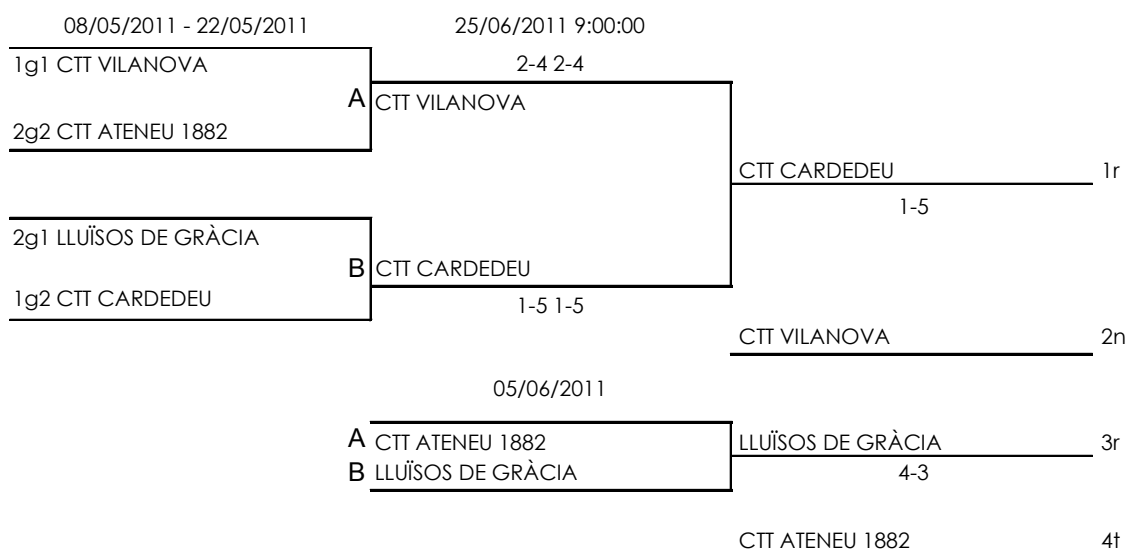 08/05/2011 - 22/05/2011 25/06/2011 9:00:00
1g1 CTT VILANOVA 2-4 2-4
A CTT VILANOVA
2g2 CTT ATENEU 1882
CTT CARDEDEU 1r
1-5
2g1 LLUÏSOS DE GRÀCIA
B CTT CARDEDEU
1g2 CTT CARDEDEU 1-5 1-5
CTT VILANOVA 2n
05/06/2011
A CTT ATENEU 1882 LLUÏSOS DE GRÀCIA 3r
B LLUÏSOS DE GRÀCIA 4-3
CTT ATENEU 1882 4t